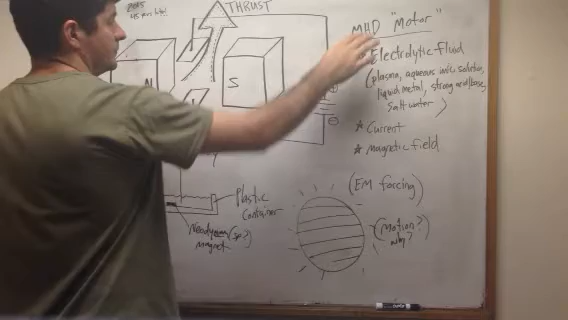 THRUST
MHD "Motor"
Electrolytic fluid
(plasma, aqueous ionic solution,
liquid metal, strong acid/base,
Salt water)
* Current
* Magnetic field
N
S
Plastic
Container
magnet
(sp?)
(EM forcing)
(Motion?
why?)